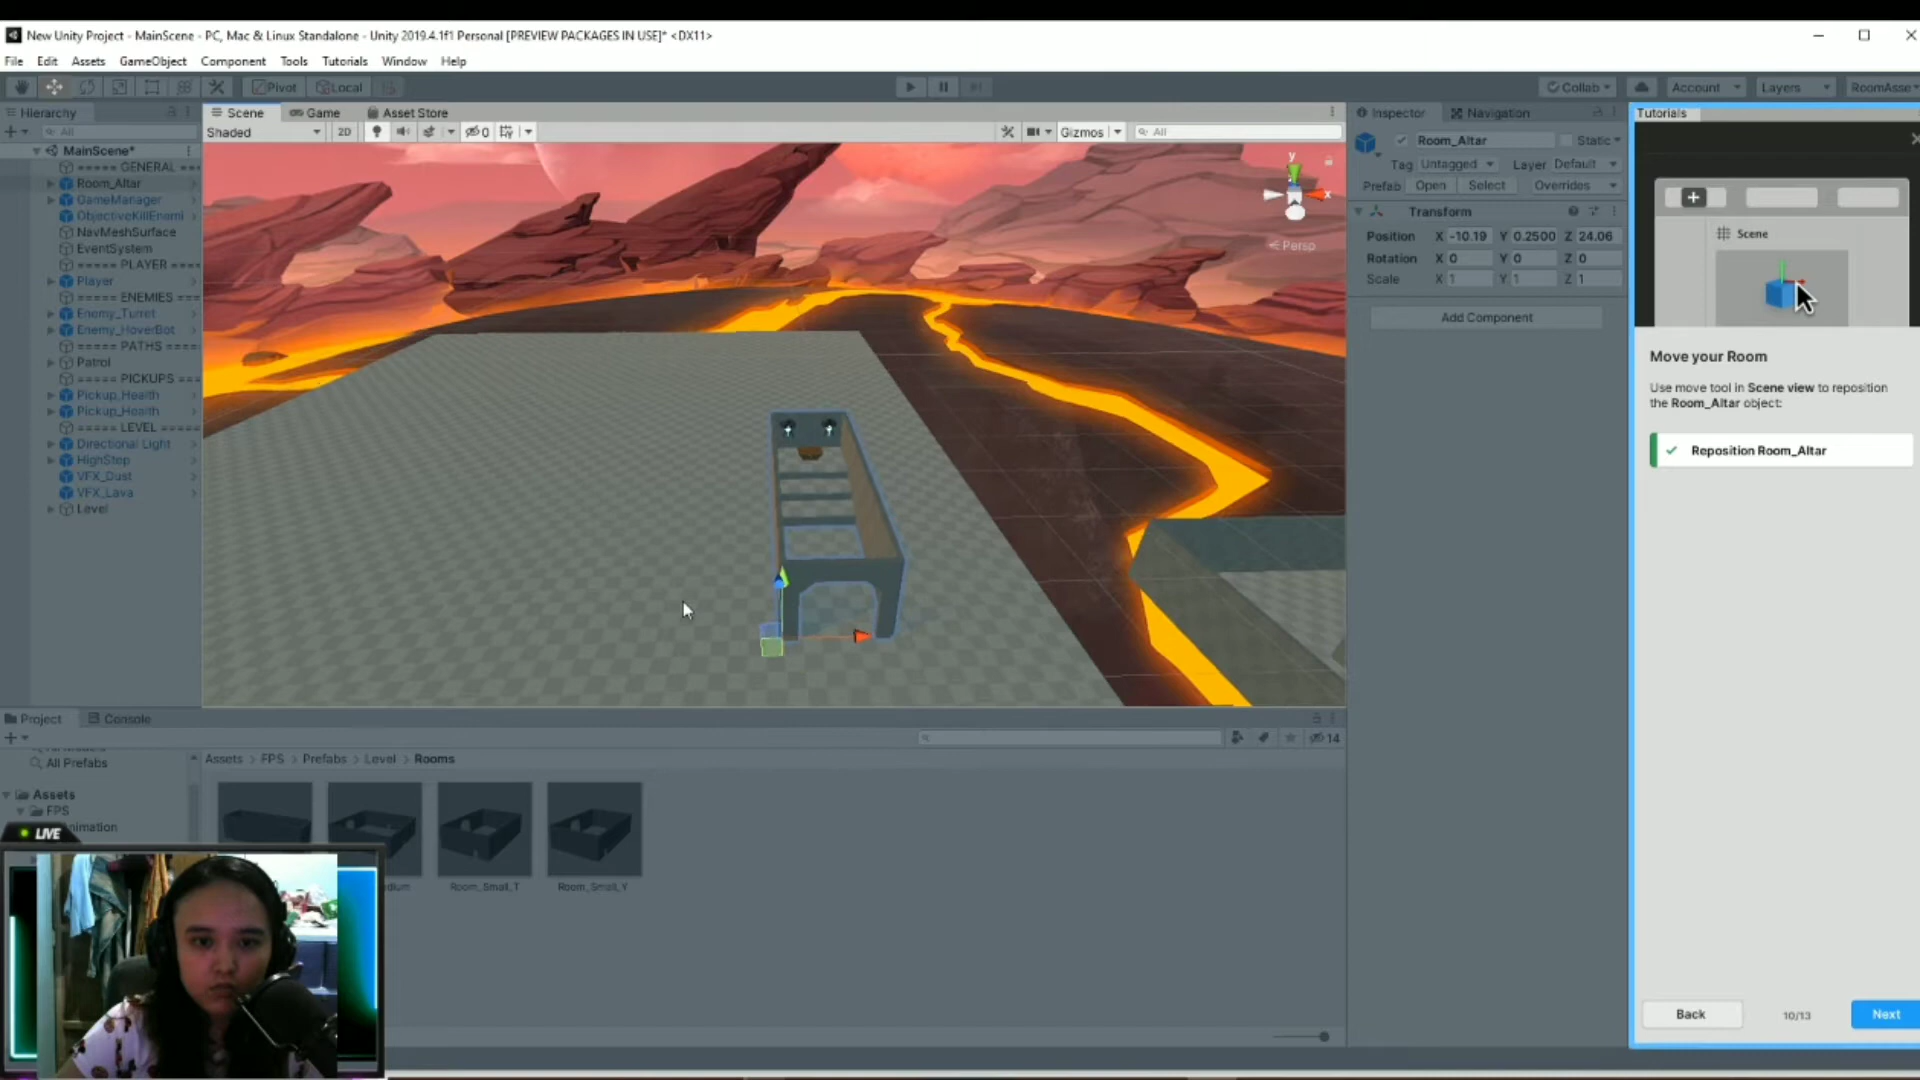 New Unity Project - MainScene - PC, Mac & Linux Standalone - Unity 2019.4.1f1 Personal [PREVIEW PACKAGES IN USE]* <DX11>
File Edit Assets GameObject Component Tools Tutorials Window Help
Pivot Local
Collab Account Layers RoomAsse
Hierarchy
All
MainScene*
===== GENERAL ===
Room_Altar
GameManager
ObjectiveKillEnemi
NavMeshSurface
EventSystem
===== PLAYER ====
Player
===== ENEMIES ===
Enemy_Turret
Enemy_HoverBot
===== PATHS =====
Patrol
===== PICKUPS ===
Pickup_Health
Pickup_Health
===== LEVEL =====
Directional Light
HighStep
VFX_Dust
VFX_Lava
Level
Scene Game Asset Store
Shaded 2D 0 Gizmos All
y
x
Persp
Inspector Navigation
Room_Altar Static
Tag Untagged Layer Default
Prefab Open Select Overrides
Transform
Position X -10.19 Y 0.2500 Z 24.06
Rotation X 0 Y 0 Z 0
Scale X 1 Y 1 Z 1
Add Component
Tutorials
Scene
Move your Room
Use move tool in Scene view to reposition
the Room_Altar object:
Reposition Room_Altar
Back 10/13 Next
Project Console
14
All Prefabs
Assets
FPS
nimation
Assets > FPS > Prefabs > Level > Rooms
Room_Small_T
Room_Small_Y
LIVE